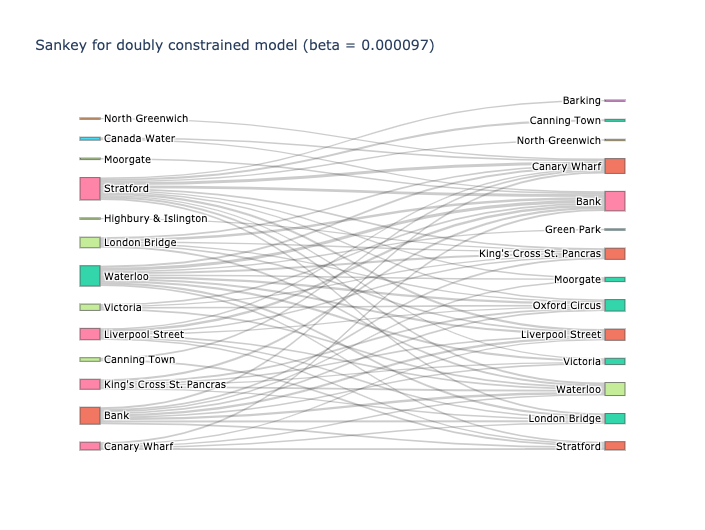 Sankey for doubly constrained model (beta = 0.000097)
North Greenwich
Canada Water
Moorgate
Stratford
Highbury & Islington
London Bridge
Waterloo
Victoria
Liverpool Street
Canning Town
King's Cross St. Pancras
Bank
Canary Wharf
Barking
Canning Town
North Greenwich
Canary Wharf
Bank
Green Park
King's Cross St. Pancras
Moorgate
Oxford Circus
Liverpool Street
Victoria
Waterloo
London Bridge
Stratford